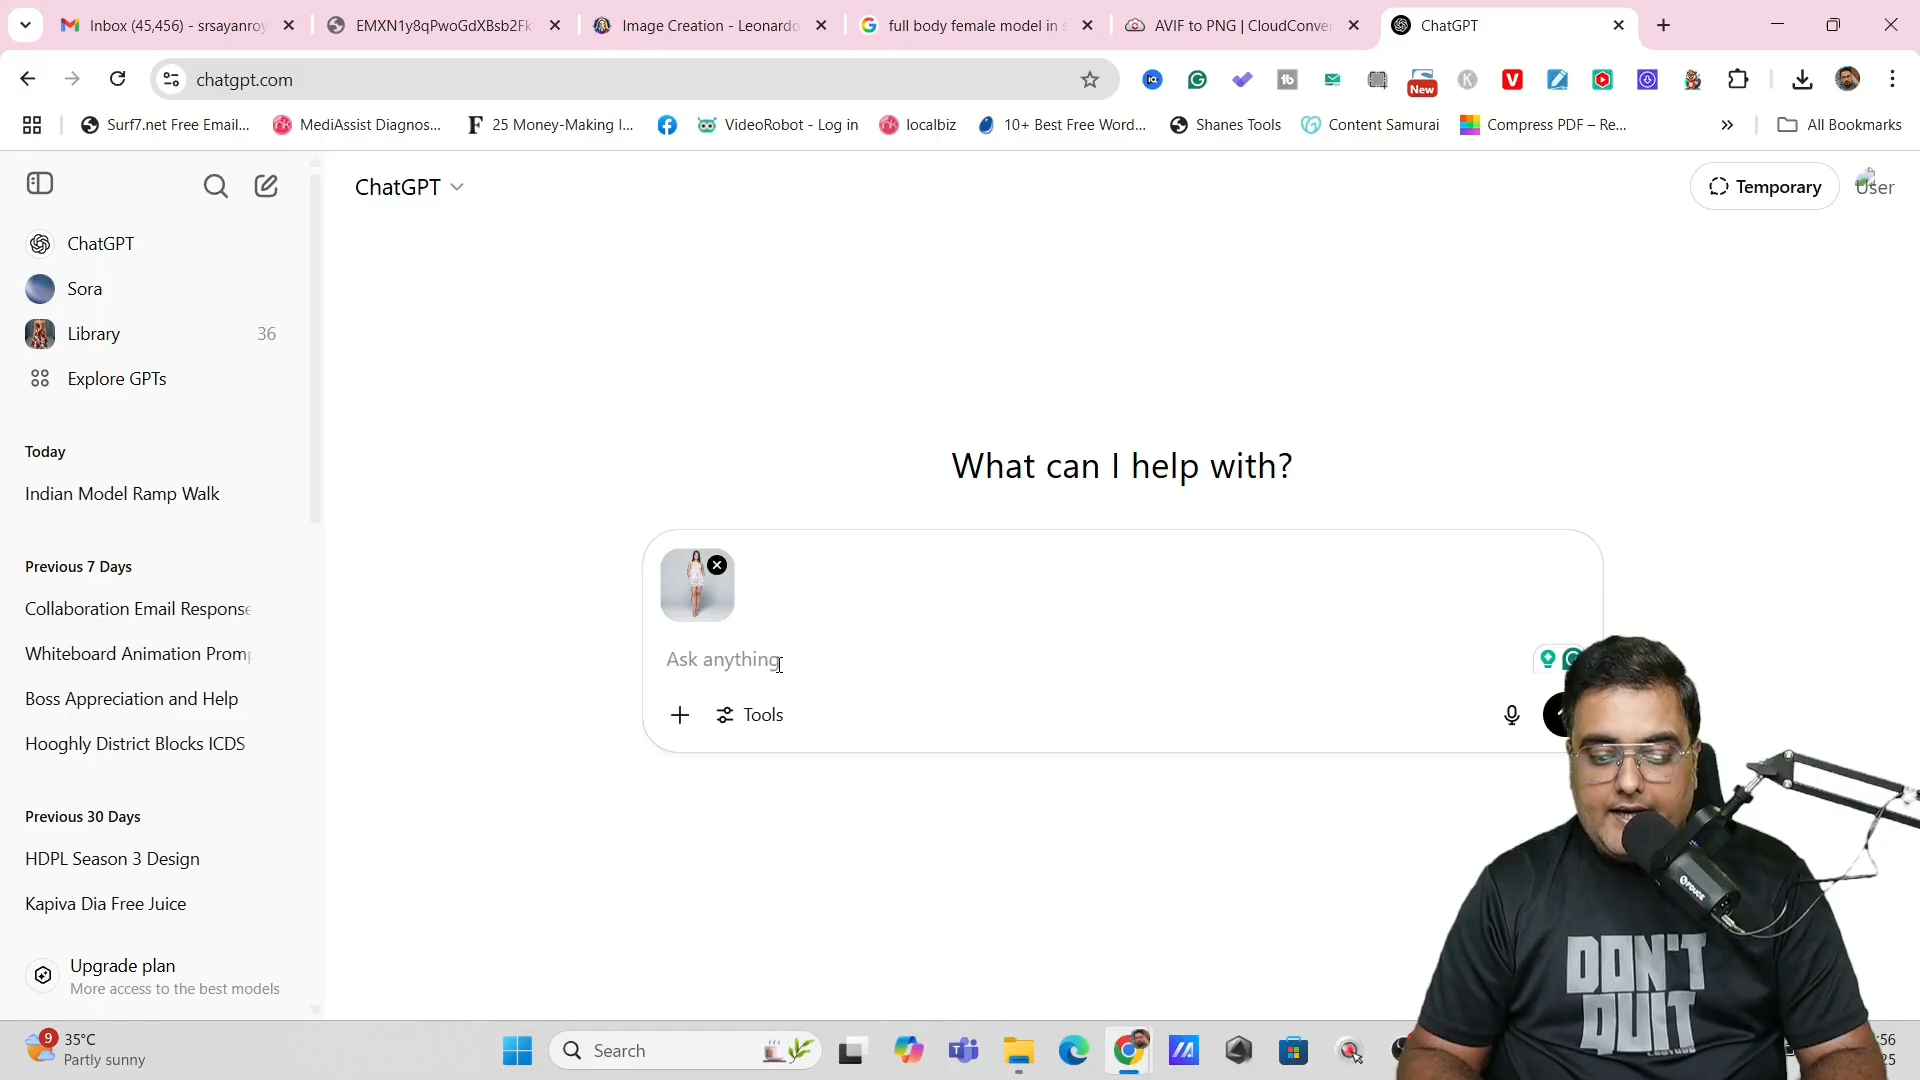 Inbox (45,456) - srsayanroy
EMXN1y8qPwoGdXBsb2Fk
Image Creation - Leonardo
full body female model in s
AVIF to PNG | CloudConver
ChatGPT
chatgpt.com
New
Surf7.net Free Email...
MediAssist Diagnos...
25 Money-Making I...
VideoRobot - Log in
localbiz
10+ Best Free Word...
Shanes Tools
Content Samurai
Compress PDF – Re...
All Bookmarks
ChatGPT
Temporary
User
ChatGPT
Sora
Library 36
Explore GPTs
Today
Indian Model Ramp Walk
Previous 7 Days
Collaboration Email Response
Whiteboard Animation Promp
Boss Appreciation and Help
Hooghly District Blocks ICDS
Previous 30 Days
HDPL Season 3 Design
Kapiva Dia Free Juice
Upgrade plan
More access to the best models
What can I help with?
Ask anything
Tools
DON'T
QUIT
9
35°C
Partly sunny
Search
:56
25